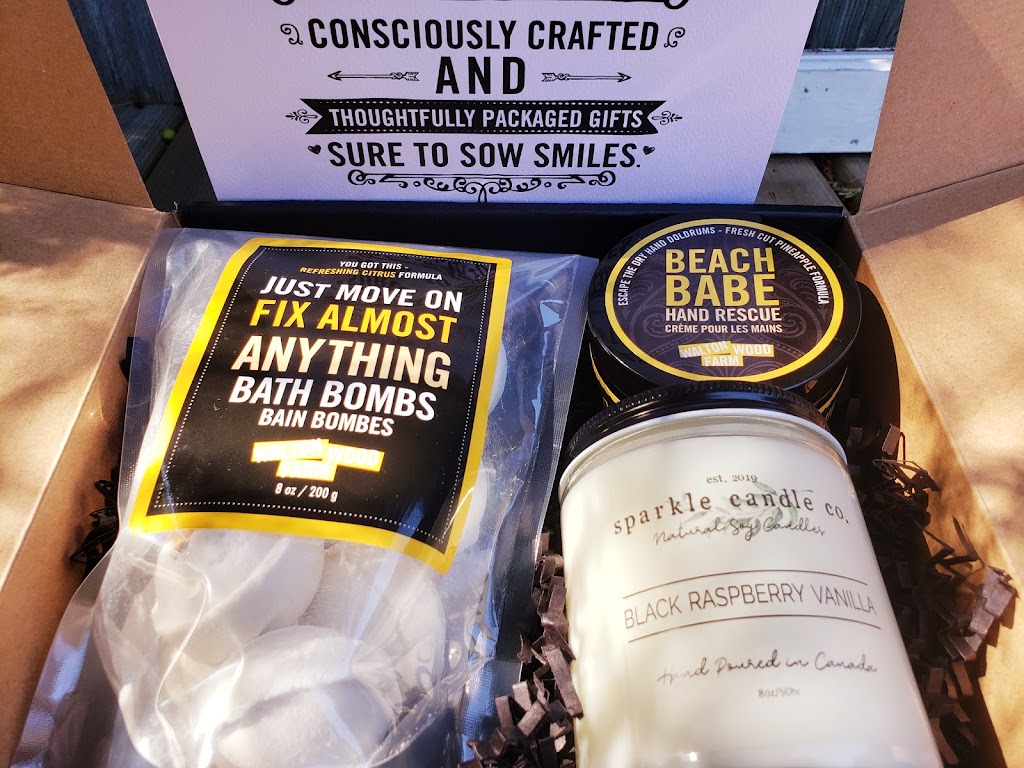 CONSCIOUSLY CRAFTED
AND
THOUGHTFULLY PACKAGED GIFTS
SURE TO SOW SMILES.
YOU GOT THIS -
REFRESHING CITRUS FORMULA
JUST MOVE ON
FIX ALMOST
ANYTHING
BATH BOMBS
BAIN BOMBES
WALTON WOOD
FARM
8 oz / 200 g
ESCAPE THE DRY HAND DOLDRUMS - FRESH CUT PINEAPPLE FORMULA
BEACH
BABE
HAND RESCUE
CRÈME POUR LES MAINS
WALTON WOOD
FARM
est. 2019
sparkle candle co.
Natural Soy Candles
BLACK RASPBERRY VANILLA
Hand Poured in Canada
8oz/50hr